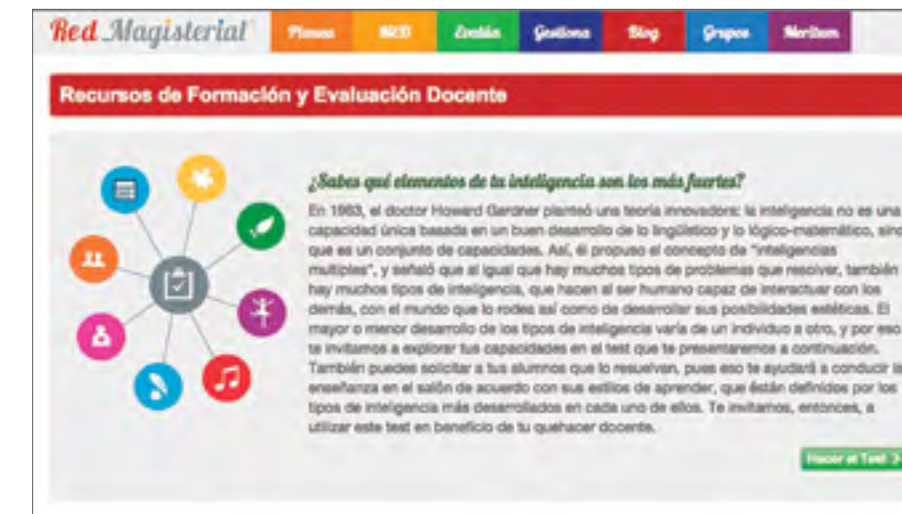 Red Magisterial
Planea
RED
Evalúa
Gestiona
Blog
Grupos
Meritum
Recursos de Formación y Evaluación Docente
¿Sabes qué elementos de tu inteligencia son los más fuertes?
En 1983, el doctor Howard Gardner planteó una teoría innovadora: la inteligencia no es una
capacidad única basada en un buen desarrollo de lo lingüístico y lo lógico-matemático, sino
que es un conjunto de capacidades. Así, él propuso el concepto de "inteligencias
multiples", y señaló que al igual que hay muchos tipos de problemas que resolver, también
hay muchos tipos de inteligencia, que hacen al ser humano capaz de interactuar con los
demás, con el mundo que lo rodea así como de desarrollar sus posibilidades estéticas. El
mayor o menor desarrollo de los tipos de inteligencia varía de un individuo a otro, y por eso
te invitamos a explorar tus capacidades en el test que te presentaremos a continuación.
También puedes solicitar a tus alumnos que lo resuelvan, pues eso te ayudará a conducir la
enseñanza en el salón de acuerdo con sus estilos de aprender, que están definidos por los
tipos de inteligencia más desarrollados en cada uno de ellos. Te invitamos, entonces, a
utilizar este test en beneficio de tu quehacer docente.
Hacer el Test >